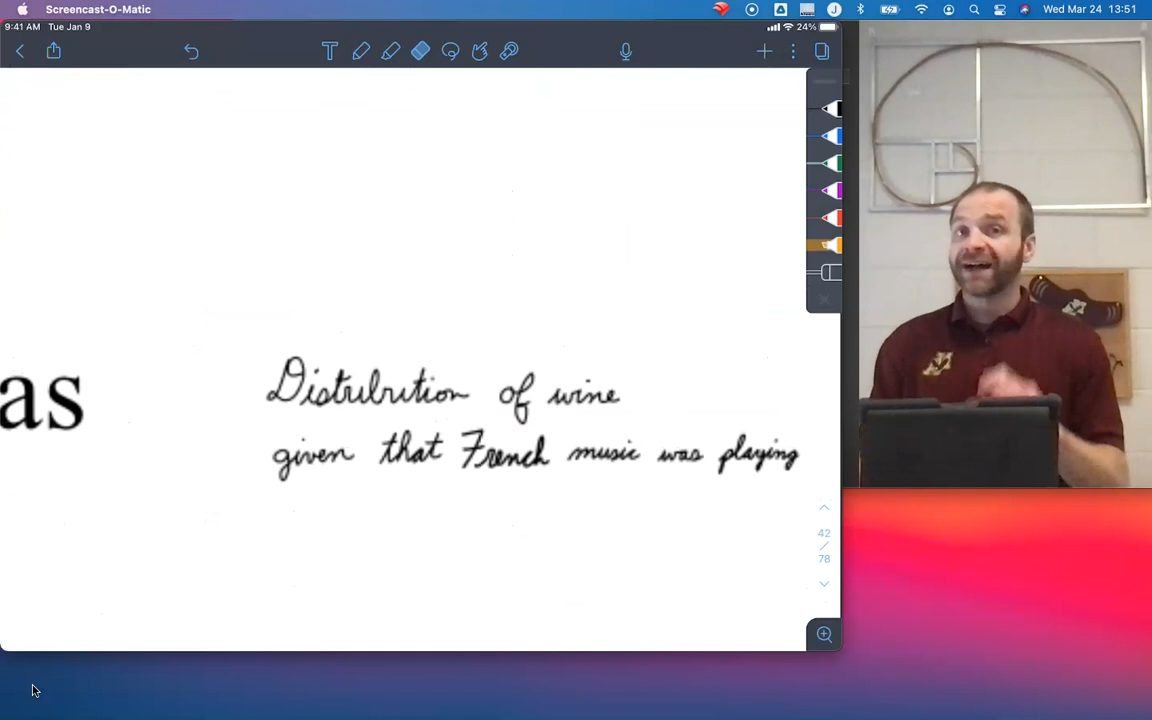 Screencast-O-Matic
Wed Mar 24 13:51
9:41 AM Tue Jan 9
24%
T
J
as
Distribution of wine
given that French music was playing
42
/
78